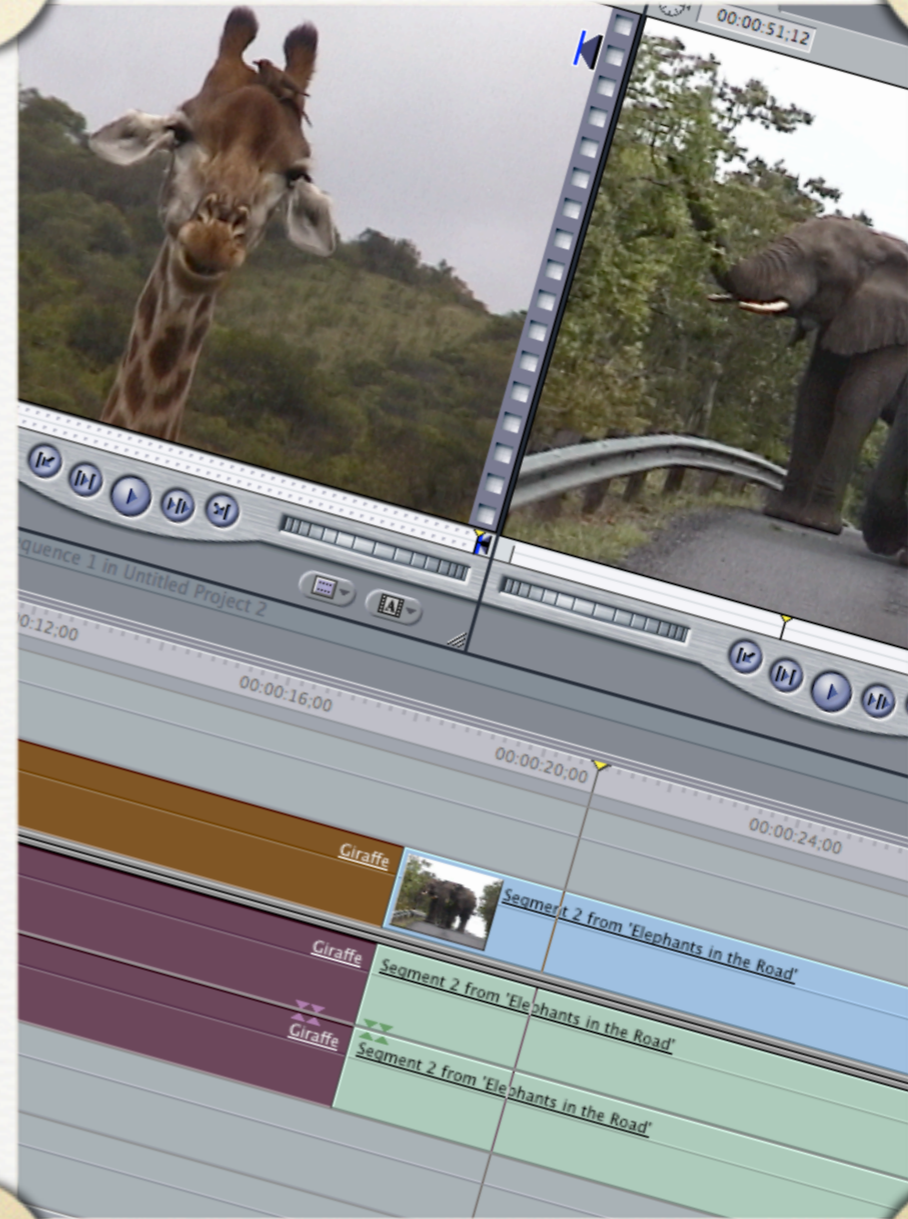 00:00:51;12
equence 1 in Untitled Project 2
0:12;00
00:00:16;00
00:00:20;00
00:00:24;00
Giraffe
Segment 2 from 'Elephants in the Road'
Giraffe
Segment 2 from 'Elephants in the Road'
Giraffe
Segment 2 from 'Elephants in the Road'